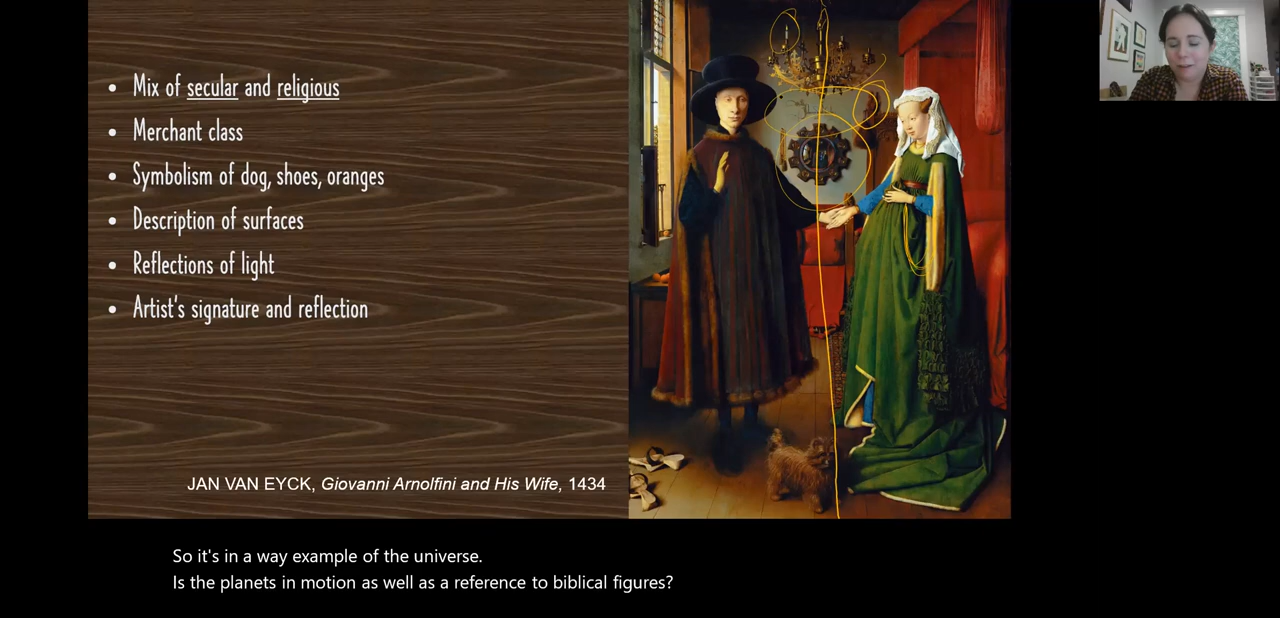 Mix of secular and religious
Merchant class
Symbolism of dog, shoes, oranges
Description of surfaces
Reflections of light
Artist's signature and reflection
JAN VAN EYCK, Giovanni Arnolfini and His Wife, 1434
So it's in a way example of the universe.
Is the planets in motion as well as a reference to biblical figures?